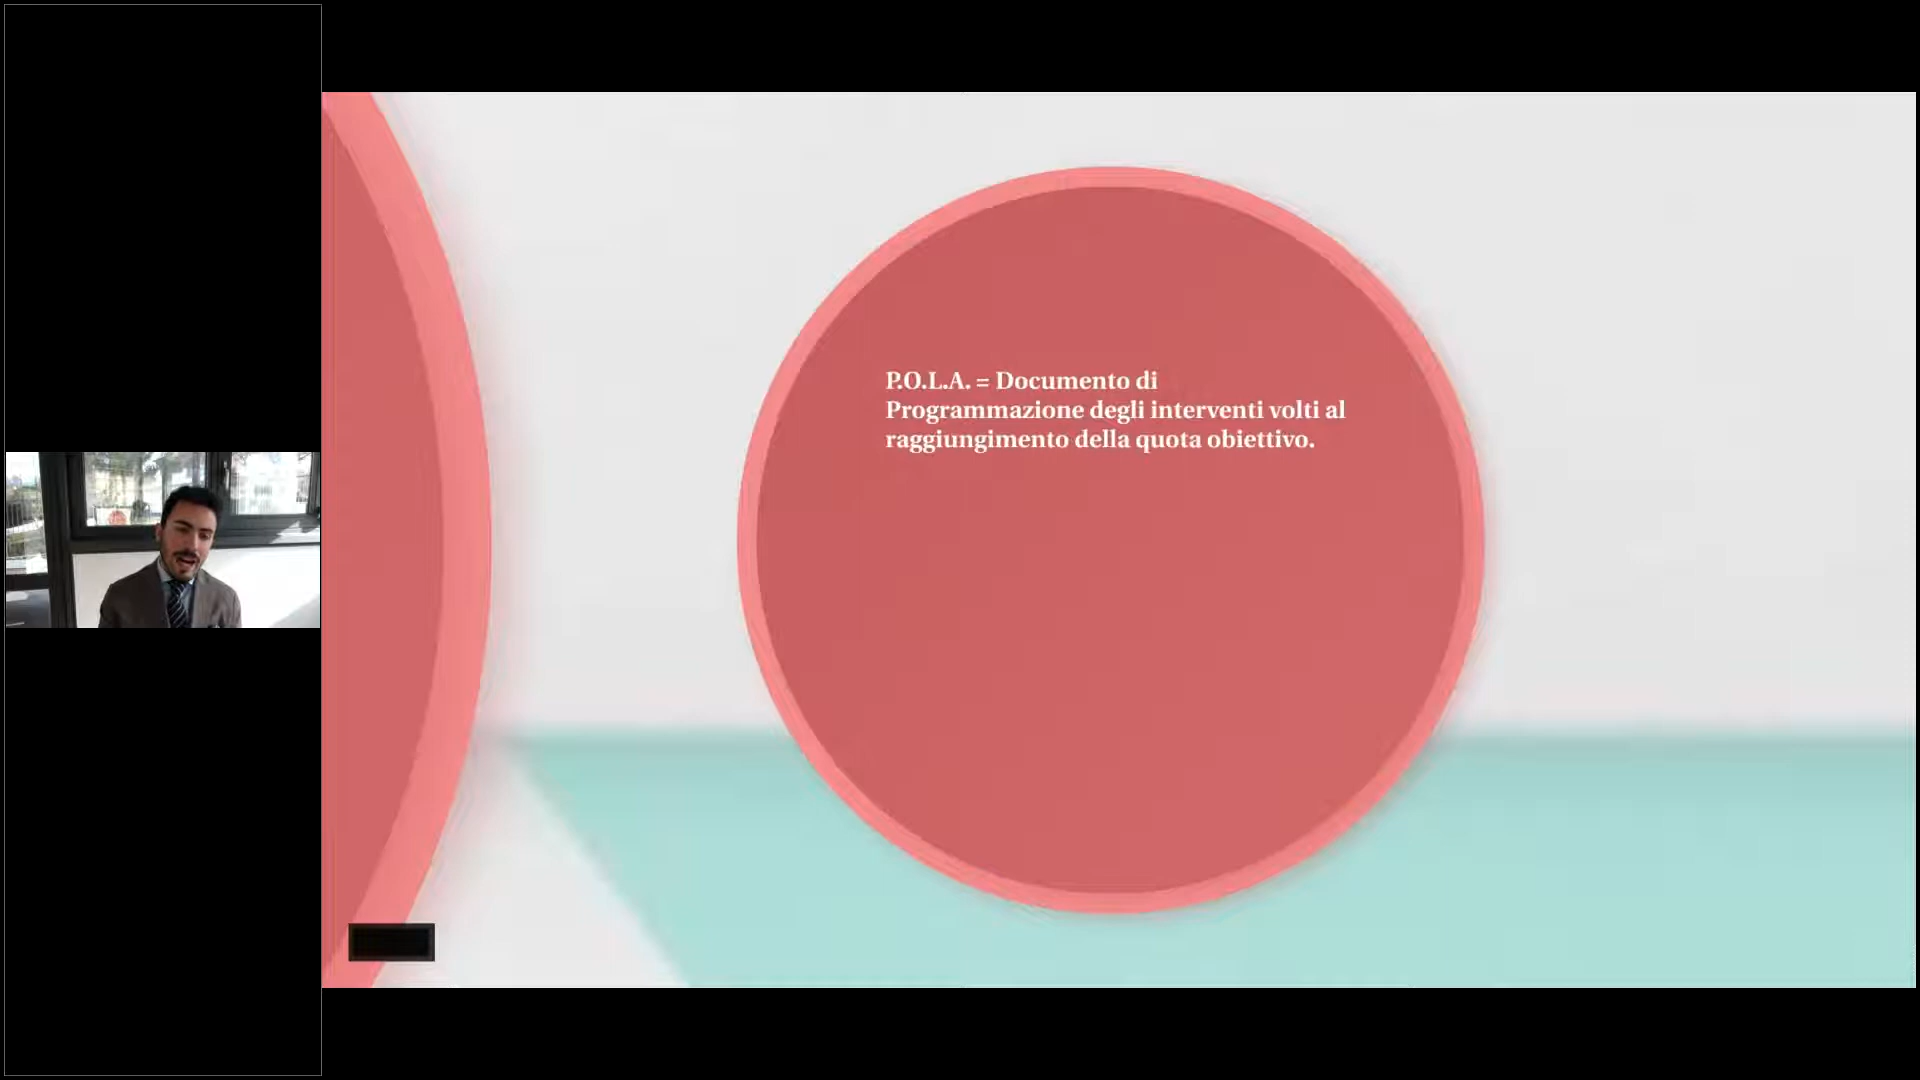 P.O.L.A. = Documento di
Programmazione degli interventi volti al
raggiungimento della quota obiettivo.